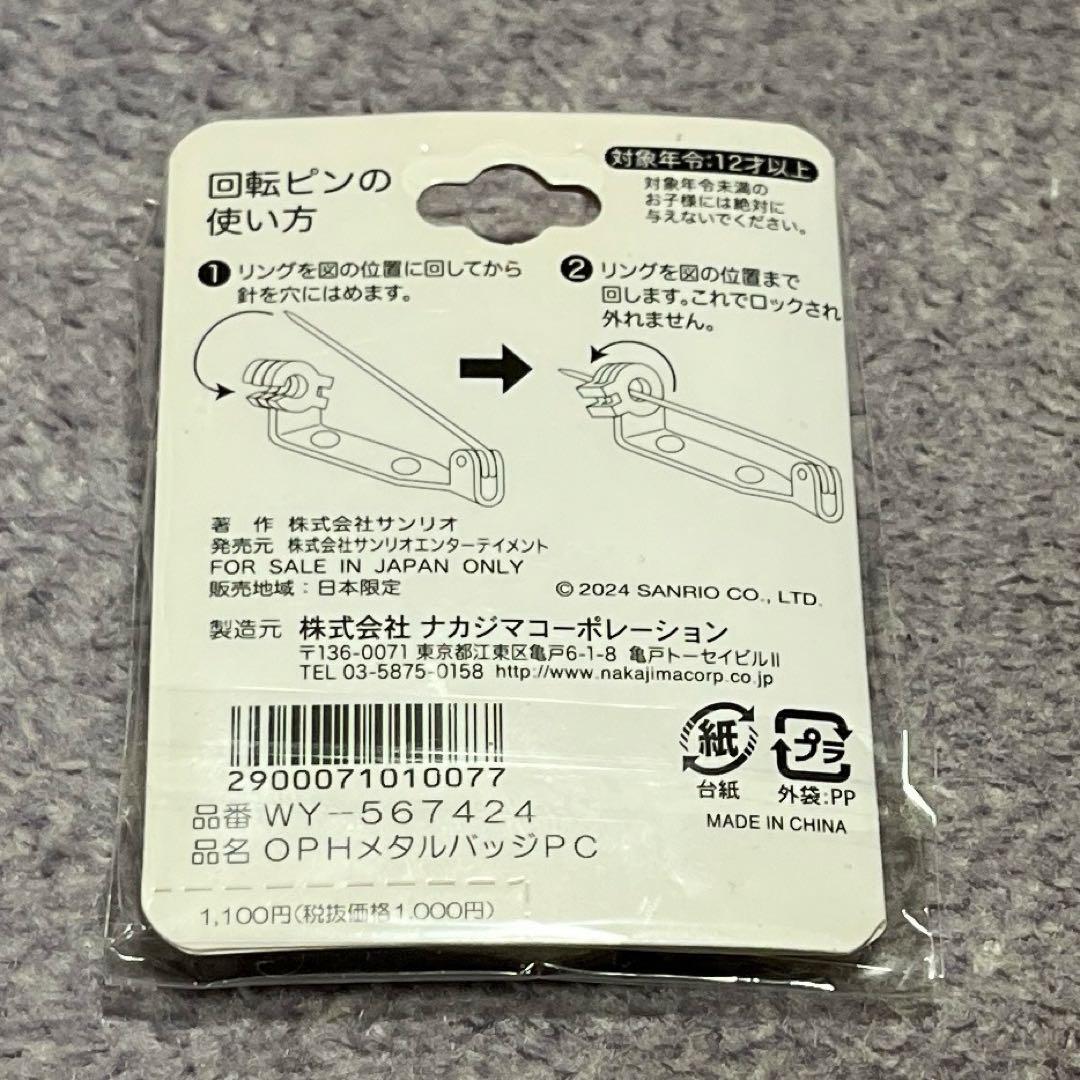 回転ピンの
使い方
対象年令:12才以上
対象年令未満の
お子様には絶対に
与えないでください。
1 リングを図の位置に回してから
針を穴にはめます。
2 リングを図の位置まで
回します。これでロックされ
外れません。
著 作 株式会社サンリオ
発売元 株式会社サンリオエンターテイメント
FOR SALE IN JAPAN ONLY
販売地域:日本限定
© 2024 SANRIO CO., LTD.
製造元 株式会社 ナカジマコーポレーション
〒136-0071 東京都江東区亀戸6-1-8 亀戸トーセイビルⅡ
TEL 03-5875-0158 http://www.nakajimacorp.co.jp
2900071010077
紙
台紙
プラ
外袋:PP
品番 WY-567424
MADE IN CHINA
品名 OPHメタルバッジPC
1,100円(税抜価格1,000円)